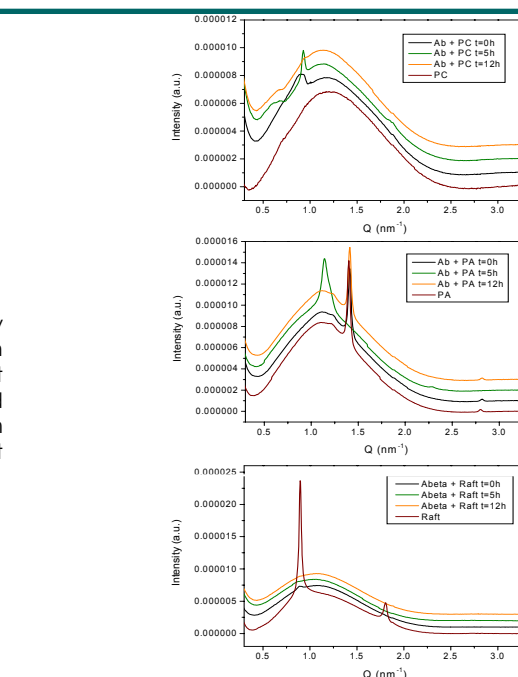 0.000012
0.000010
0.000008
0.000006
0.000004
0.000002
0.000000
Intensity (a.u.)
Ab + PC t=0h
Ab + PC t=5h
Ab + PC t=12h
PC
0.5 1.0 1.5 2.0 2.5 3.0
Q (nm⁻¹)
0.000016
0.000014
0.000012
0.000010
0.000008
0.000006
0.000004
0.000002
0.000000
Intensity (a.u.)
Ab + PA t=0h
Ab + PA t=5h
Ab + PA t=12h
PA
0.5 1.0 1.5 2.0 2.5 3.0
Q (nm⁻¹)
0.000025
0.000020
0.000015
0.000010
0.000005
0.000000
Intensity (a.u.)
Abeta + Raft t=0h
Abeta + Raft t=5h
Abeta + Raft t=12h
Raft
0.5 1.0 1.5 2.0 2.5 3.0
Q (nm⁻¹)